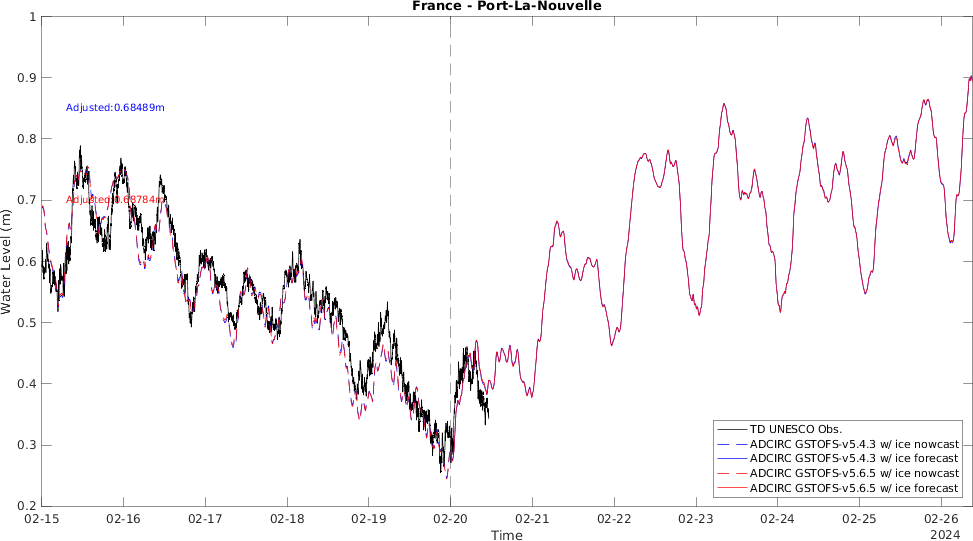 France - Port-La-Nouvelle
1
0.9
0.8
0.7
0.6
0.5
0.4
0.3
0.2
Water Level (m)
Adjusted:0.68489m
Adjusted:0.68784m
TD UNESCO Obs.
ADCIRC GSTOFS-v5.4.3 w/ ice nowcast
ADCIRC GSTOFS-v5.4.3 w/ ice forecast
ADCIRC GSTOFS-v5.6.5 w/ ice nowcast
ADCIRC GSTOFS-v5.6.5 w/ ice forecast
02-15 02-16 02-17 02-18 02-19 02-20 02-21 02-22 02-23 02-24 02-25 02-26
Time
2024